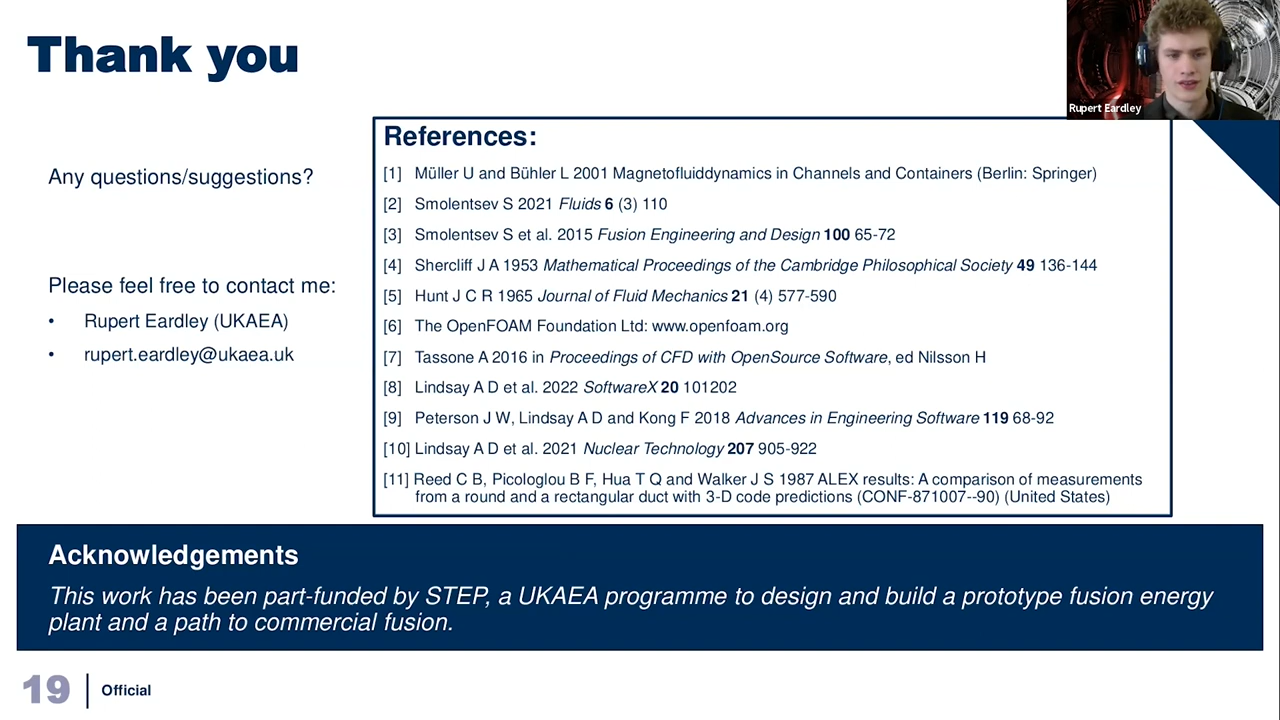 Thank you
Rupert Eardley
Any questions/suggestions?
Please feel free to contact me:
• Rupert Eardley (UKAEA)
• rupert.eardley@ukaea.uk
References:
[1] Müller U and Bühler L 2001 Magnetofluiddynamics in Channels and Containers (Berlin: Springer)
[2] Smolentsev S 2021 Fluids 6 (3) 110
[3] Smolentsev S et al. 2015 Fusion Engineering and Design 100 65-72
[4] Shercliff J A 1953 Mathematical Proceedings of the Cambridge Philosophical Society 49 136-144
[5] Hunt J C R 1965 Journal of Fluid Mechanics 21 (4) 577-590
[6] The OpenFOAM Foundation Ltd: www.openfoam.org
[7] Tassone A 2016 in Proceedings of CFD with OpenSource Software, ed Nilsson H
[8] Lindsay A D et al. 2022 SoftwareX 20 101202
[9] Peterson J W, Lindsay A D and Kong F 2018 Advances in Engineering Software 119 68-92
[10] Lindsay A D et al. 2021 Nuclear Technology 207 905-922
[11] Reed C B, Picologlou B F, Hua T Q and Walker J S 1987 ALEX results: A comparison of measurements
from a round and a rectangular duct with 3-D code predictions (CONF-871007--90) (United States)
Acknowledgements
This work has been part-funded by STEP, a UKAEA programme to design and build a prototype fusion energy
plant and a path to commercial fusion.
19 Official